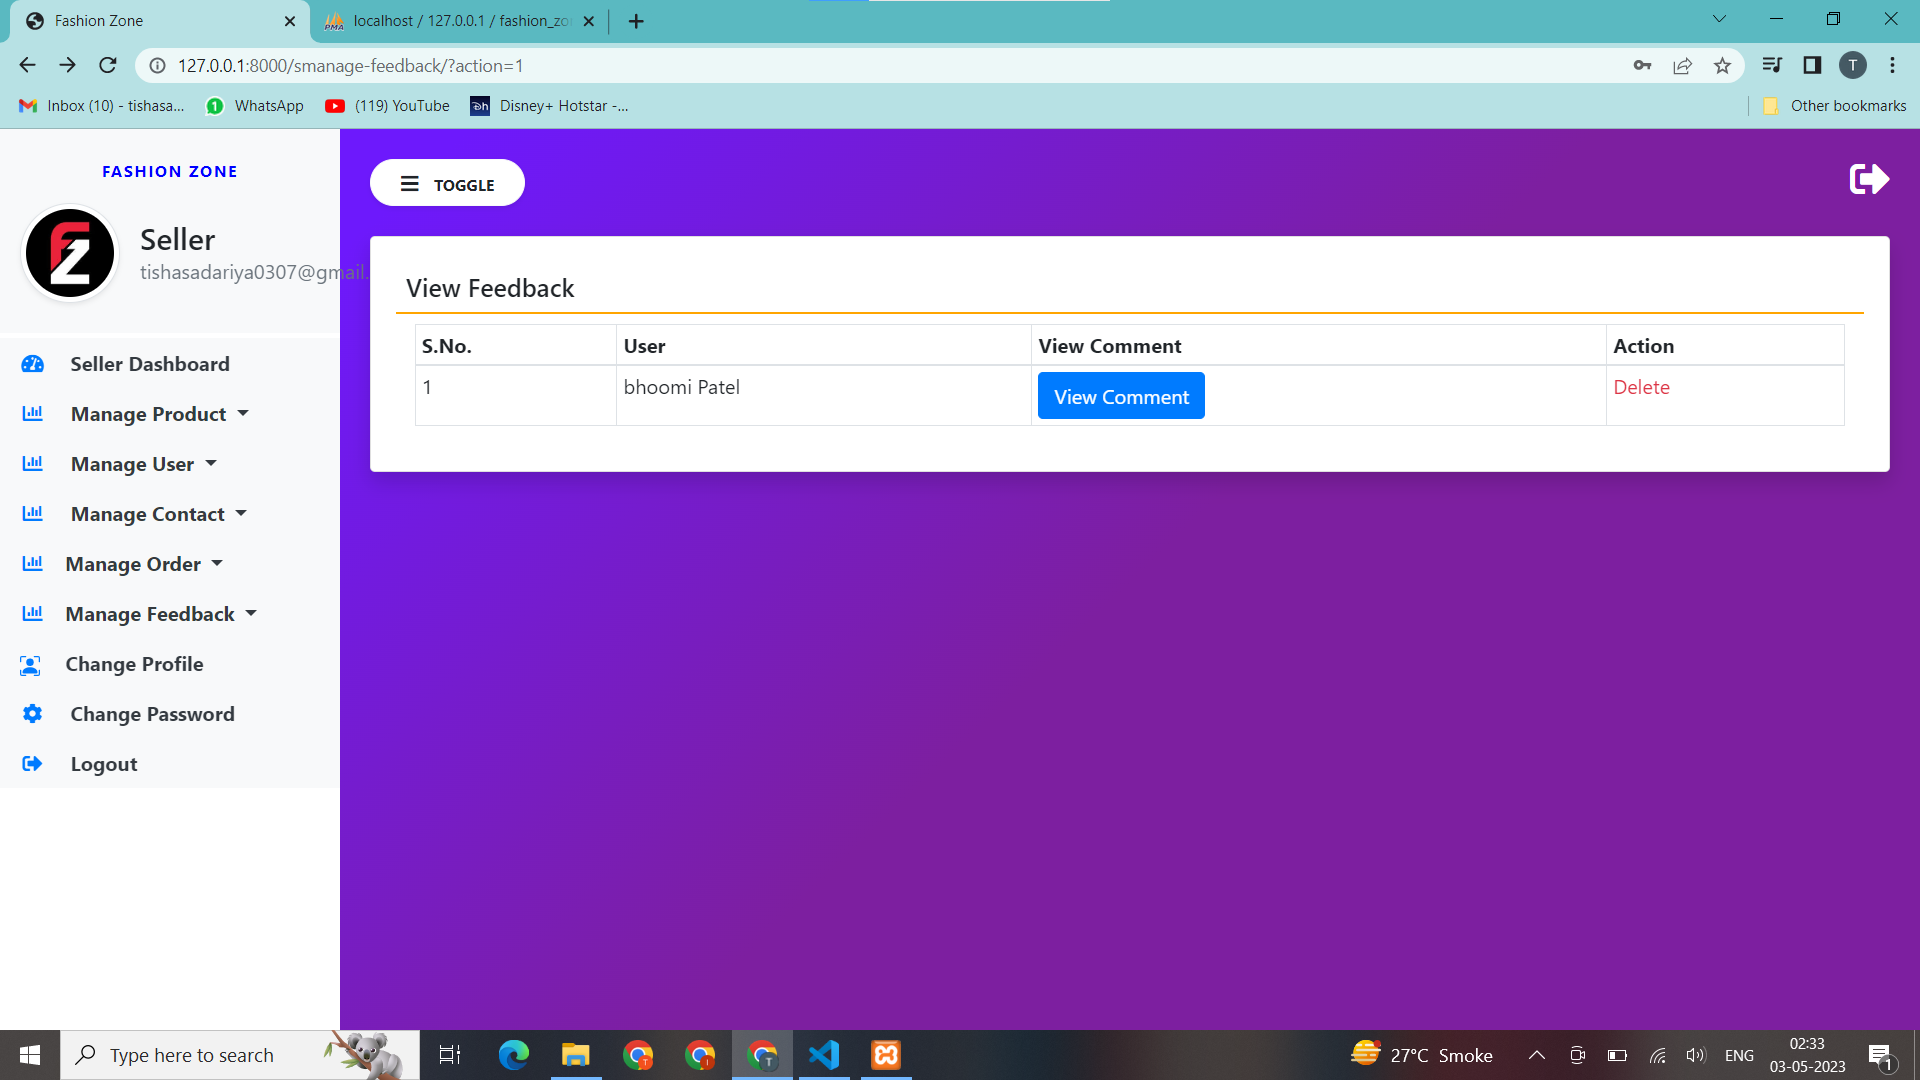 Fashion Zone
localhost / 127.0.0.1 / fashion_zo
127.0.0.1:8000/smanage-feedback/?action=1
T
Inbox (10) - tishasa...
WhatsApp
(119) YouTube
Disney+ Hotstar -...
Other bookmarks
FASHION ZONE
TOGGLE
FZ
Seller
tishasadariya0307@gmail.
View Feedback
S.No. User View Comment Action
1 bhoomi Patel View Comment Delete
Seller Dashboard
Manage Product
Manage User
Manage Contact
Manage Order
Manage Feedback
Change Profile
Change Password
Logout
Type here to search
27°C Smoke
ENG
02:33
03-05-2023
1